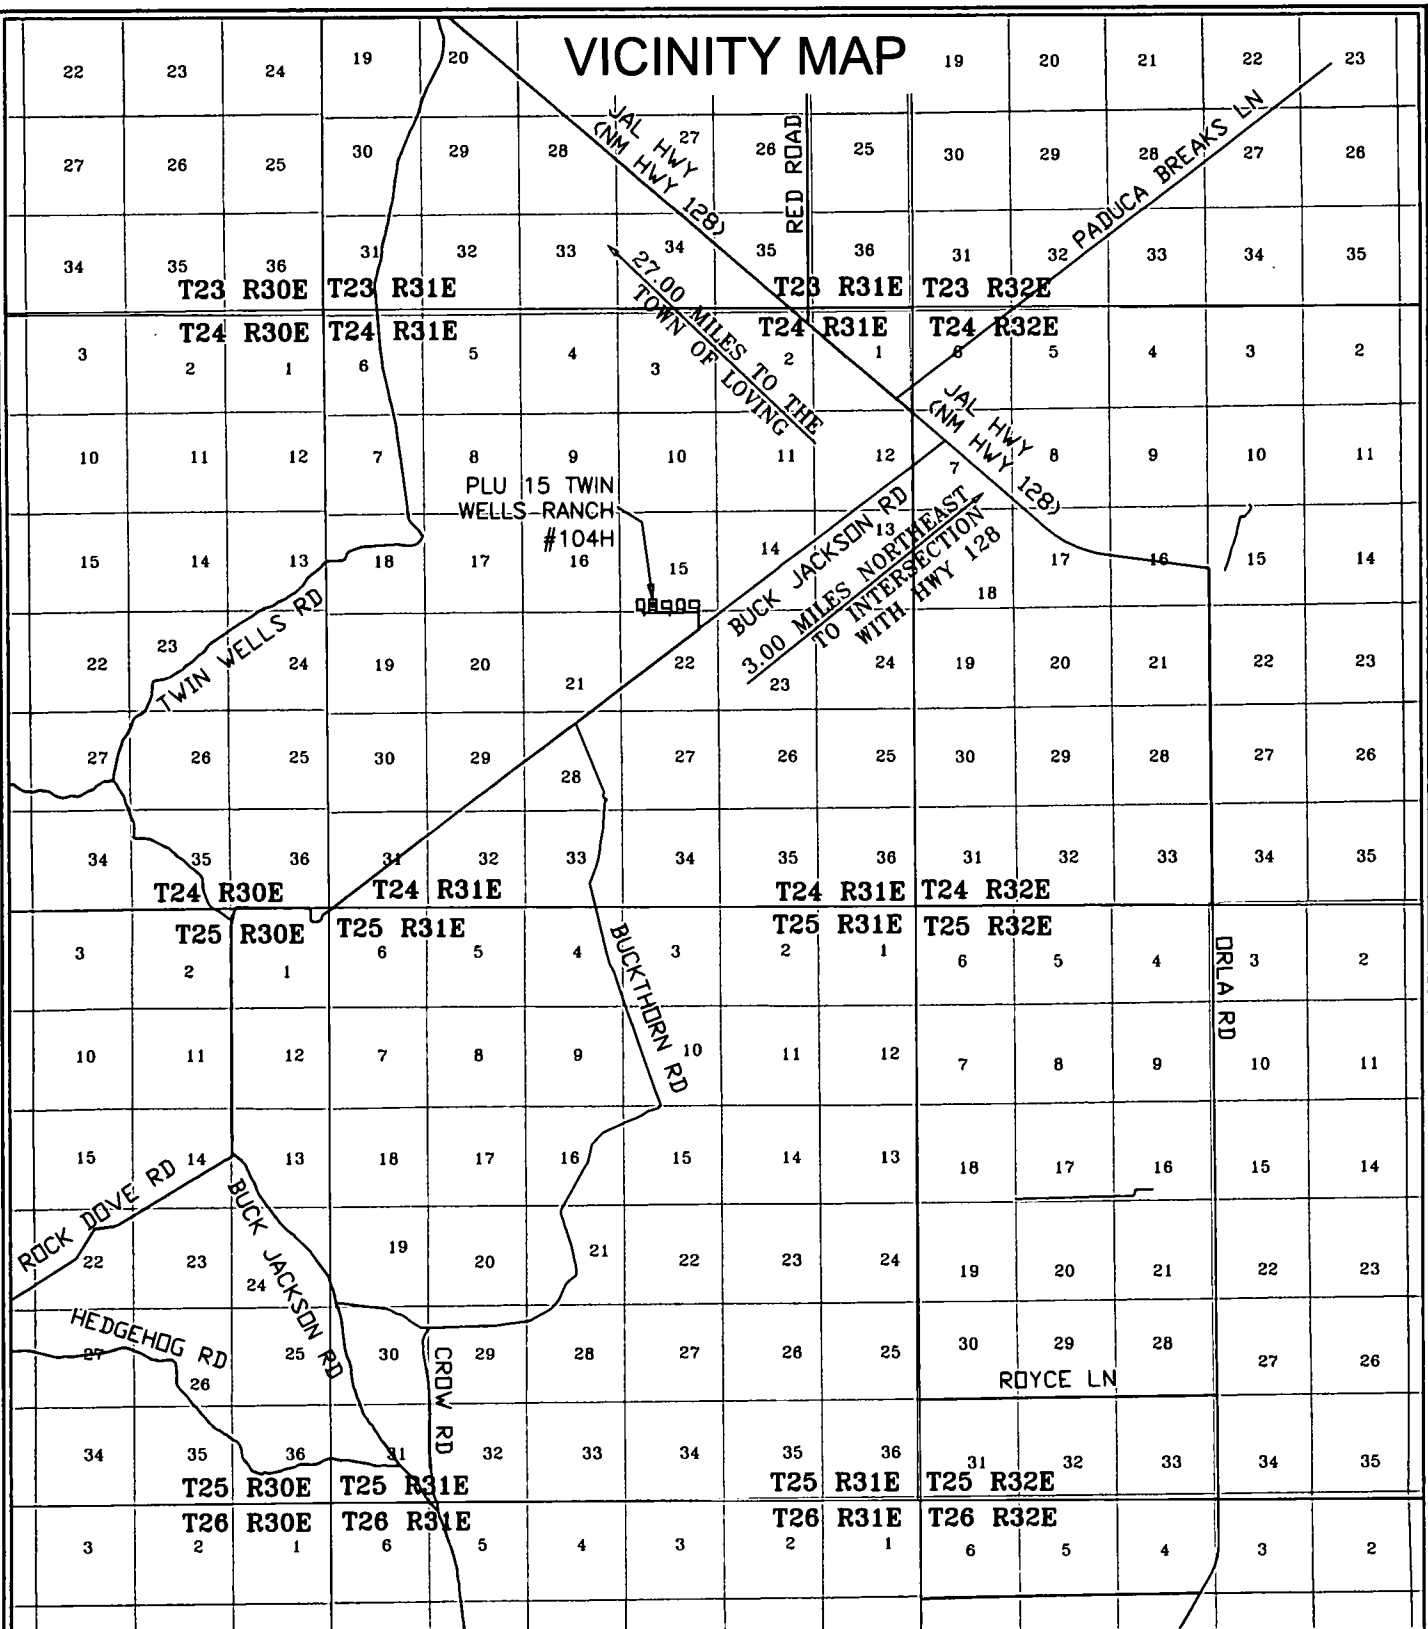 VICINITY MAP
22 23 24 19 20 19 20 21 22 23
JAL HWY
(NM HWY 128)
RED ROAD
PADUCA BREAKS LN
27 26 25 30 29 28 27 26 25 30 29 28 27 26
34 35 36 31 32 33 34 35 36 31 32 33 34 35
T23 R30E T23 R31E T23 R31E T23 R32E
27.00 MILES TO THE
TOWN OF LOVING
T24 R30E T24 R31E T24 R31E T24 R32E
3 2 1 6 5 4 3 2 1 6 5 4 3 2
JAL HWY
(NM HWY 128)
10 11 12 7 8 9 10 11 12 7 8 9 10 11
PLU 15 TWIN
WELLS RANCH
#104H
BUCK JACKSON RD
3.00 MILES NORTHEAST
TO INTERSECTION
WITH HWY 128
15 14 13 18 17 16 15 14 13 18 17 16 15 14
TWIN WELLS RD
22 23 24 19 20 21 22 23 24 19 20 21 22 23
27 26 25 30 29 28 27 26 25 30 29 28 27 26
34 35 36 31 32 33 34 35 36 31 32 33 34 35
T24 R30E T24 R31E T24 R31E T24 R32E
T25 R30E T25 R31E T25 R31E T25 R32E
3 2 1 6 5 4 3 2 1 6 5 4 3 2
BUCKTHORN RD
ORLA RD
10 11 12 7 8 9 10 11 12 7 8 9 10 11
15 14 13 18 17 16 15 14 13 18 17 16 15 14
ROCK DOVE RD
BUCK JACKSON RD
22 23 24 19 20 21 22 23 24 19 20 21 22 23
HEDGEHOG RD
27 26 25 30 29 28 27 26 25 30 29 28 27 26
CROW RD
ROYCE LN
34 35 36 31 32 33 34 35 36 31 32 33 34 35
T25 R30E T25 R31E T25 R31E T25 R32E
T26 R30E T26 R31E T26 R31E T26 R32E
3 2 1 6 5 4 3 2 1 6 5 4 3 2